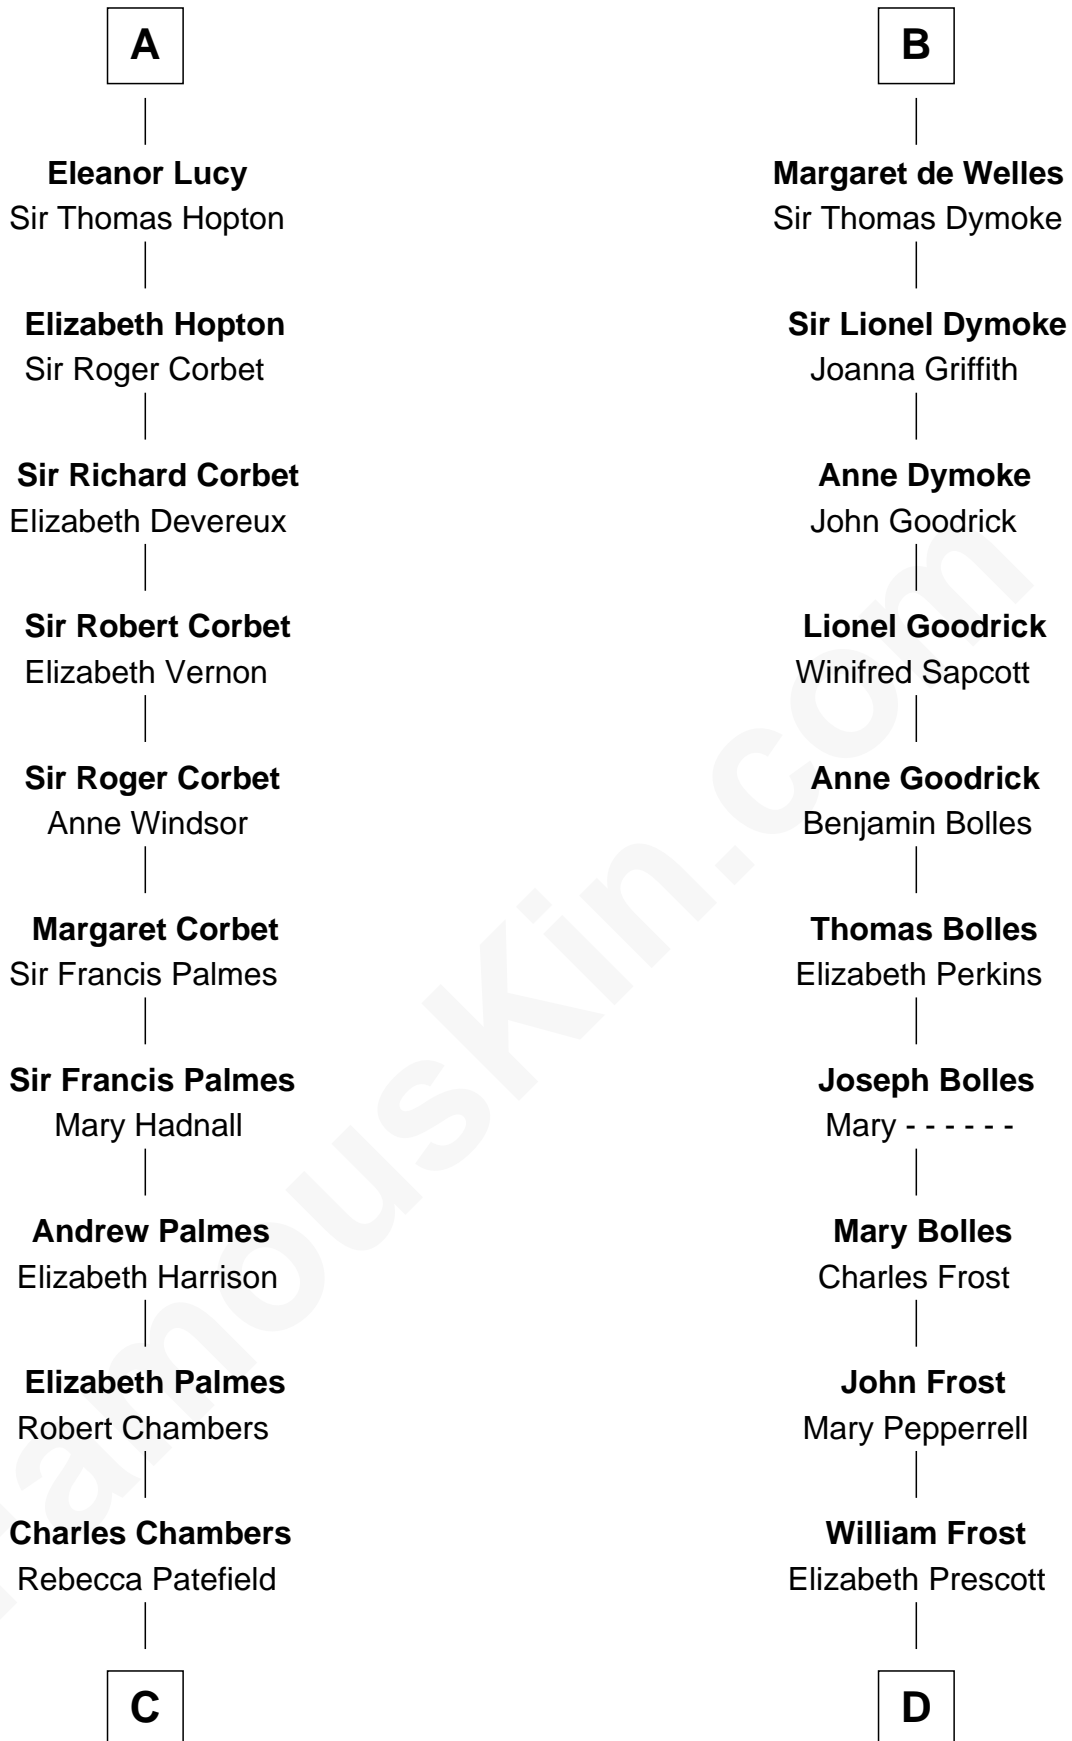 A
Eleanor Lucy
Sir Thomas Hopton
Elizabeth Hopton
Sir Roger Corbet
Sir Richard Corbet
Elizabeth Devereux
Sir Robert Corbet
Elizabeth Vernon
Sir Roger Corbet
Anne Windsor
Margaret Corbet
Sir Francis Palmes
Sir Francis Palmes
Mary Hadnall
Andrew Palmes
Elizabeth Harrison
Elizabeth Palmes
Robert Chambers
Charles Chambers
Rebecca Patefield
C
B
Margaret de Welles
Sir Thomas Dymoke
Sir Lionel Dymoke
Joanna Griffith
Anne Dymoke
John Goodrick
Lionel Goodrick
Winifred Sapcott
Anne Goodrick
Benjamin Bolles
Thomas Bolles
Elizabeth Perkins
Joseph Bolles
Mary - - - - - -
Mary Bolles
Charles Frost
John Frost
Mary Pepperrell
William Frost
Elizabeth Prescott
D
FamousKin.com